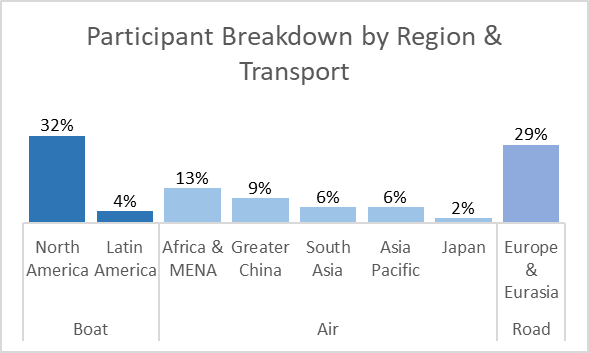 Participant Breakdown by Region &
Transport
32%
4%
13%
9%
6%
6%
2%
29%
North
America
Latin
America
Africa &
MENA
Greater
China
South
Asia
Asia
Pacific
Japan
Europe
&
Eurasia
Boat
Air
Road